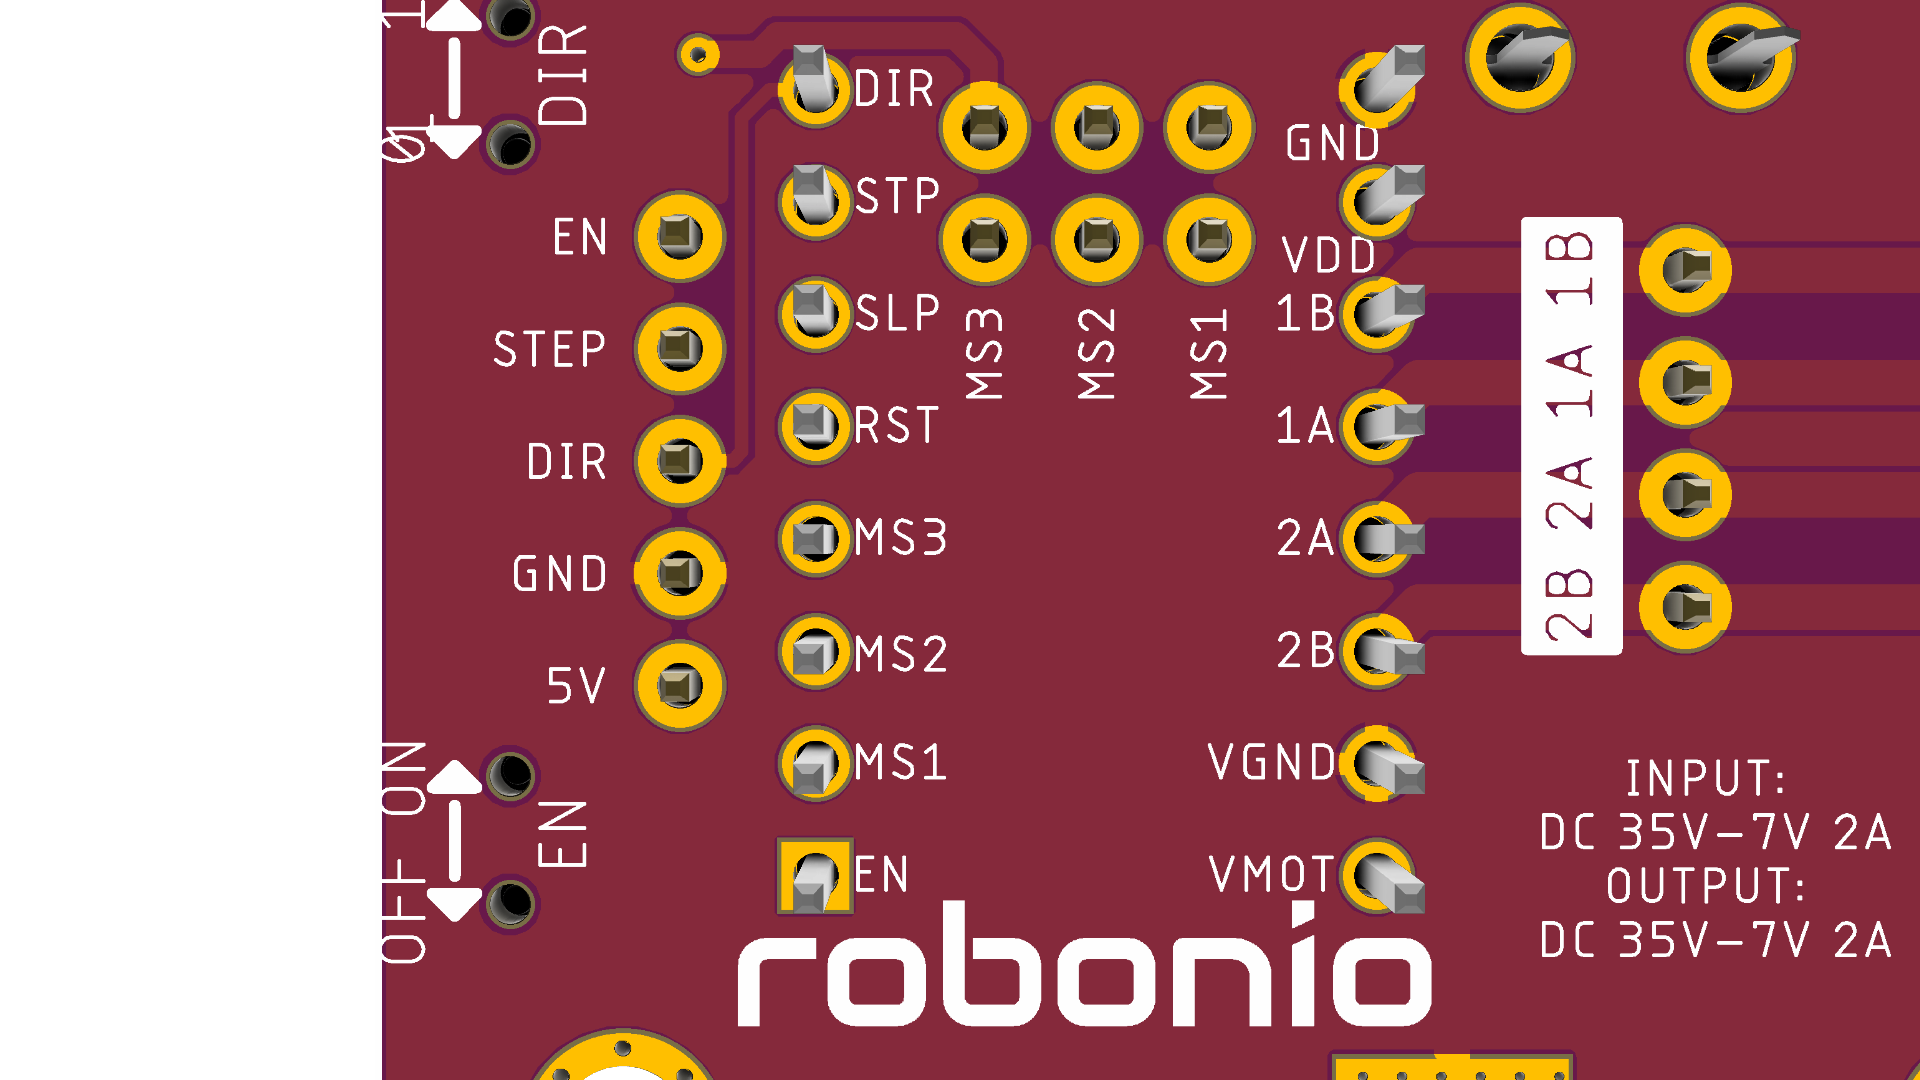 1
DIR
01
EN
STEP
DIR
GND
5V
OFF ON
EN
DIR
STP
SLP
RST
MS3
MS2
MS1
EN
MS3
MS2
MS1
GND
VDD
1B
1A
2A
2B
VGND
VMOT
2B 2A 1A 1B
INPUT:
DC 35V-7V 2A
OUTPUT:
DC 35V-7V 2A
robonio